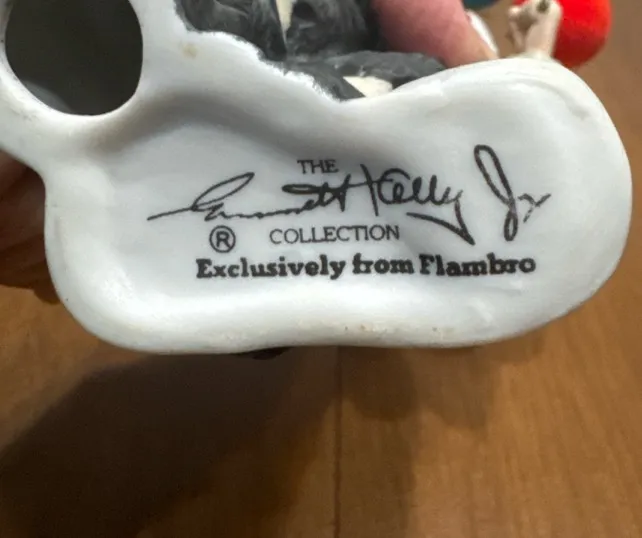 THE
Emmett Kelly Jr
® COLLECTION
Exclusively from Flambro